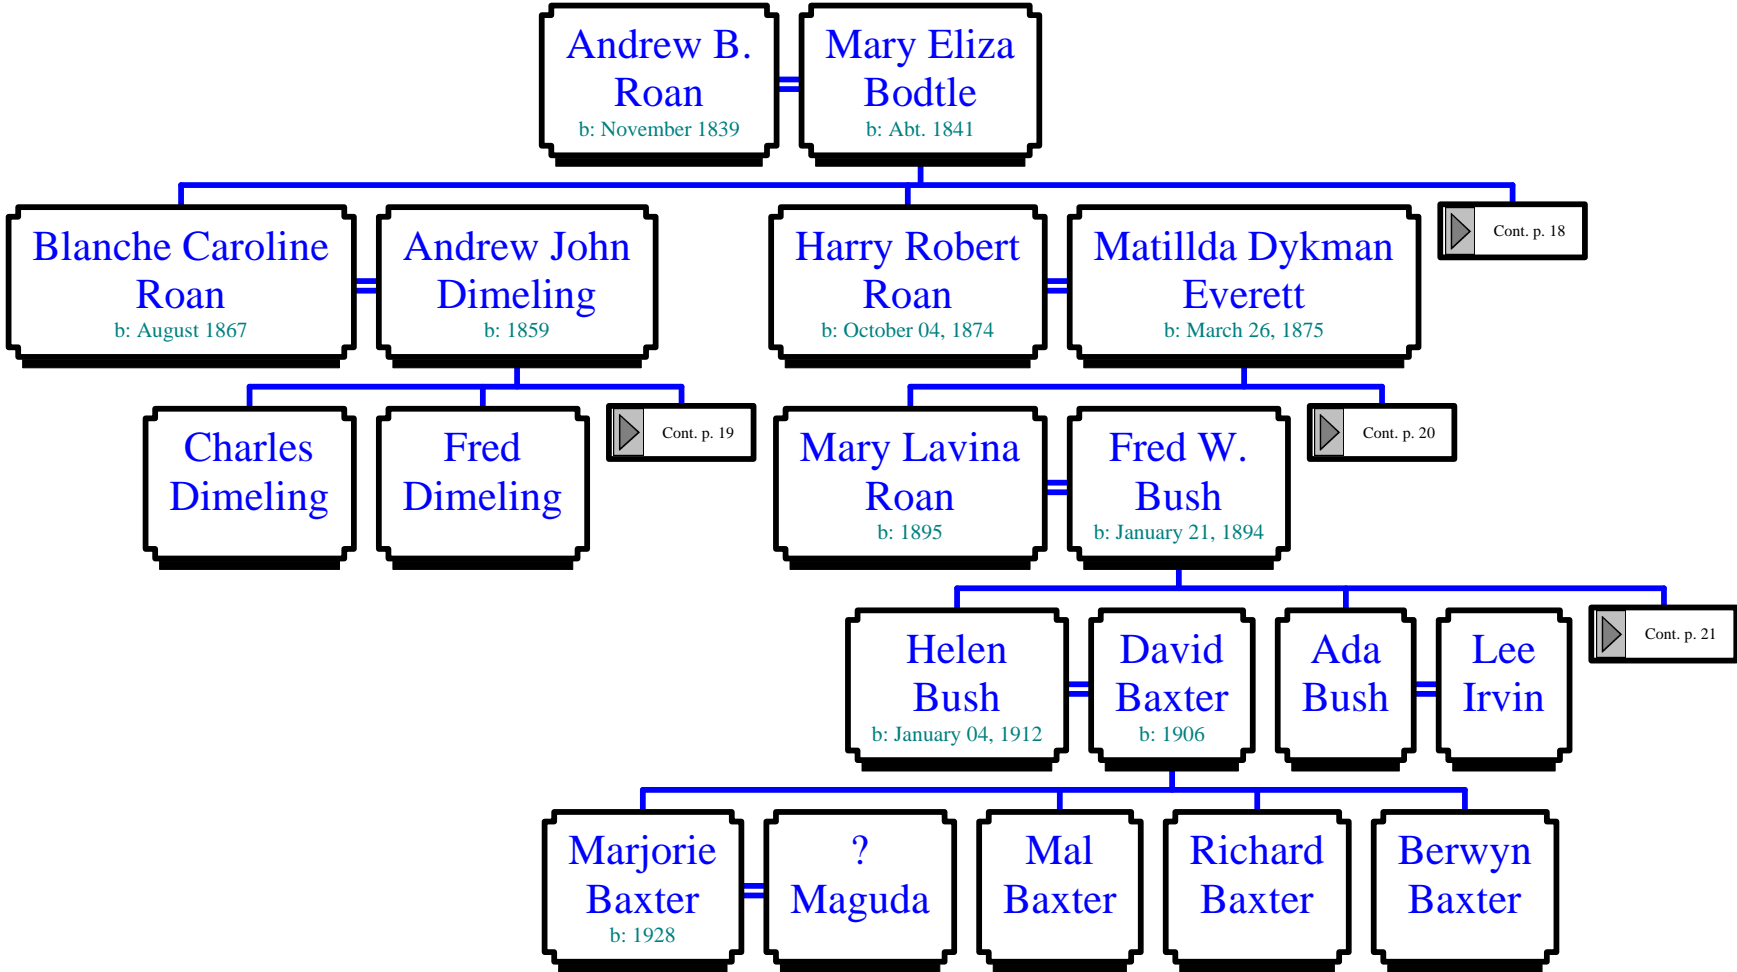 Andrew B.
Roan
b: November 1839
Mary Eliza
Bodtle
b: Abt. 1841
Blanche Caroline
Roan
b: August 1867
Andrew John
Dimeling
b: 1859
Harry Robert
Roan
b: October 04, 1874
Matillda Dykman
Everett
b: March 26, 1875
Cont. p. 18
Charles
Dimeling
Fred
Dimeling
Cont. p. 19
Mary Lavina
Roan
b: 1895
Fred W.
Bush
b: January 21, 1894
Cont. p. 20
Helen
Bush
b: January 04, 1912
David
Baxter
b: 1906
Ada
Bush
Lee
Irvin
Cont. p. 21
Marjorie
Baxter
b: 1928
?
Maguda
Mal
Baxter
Richard
Baxter
Berwyn
Baxter